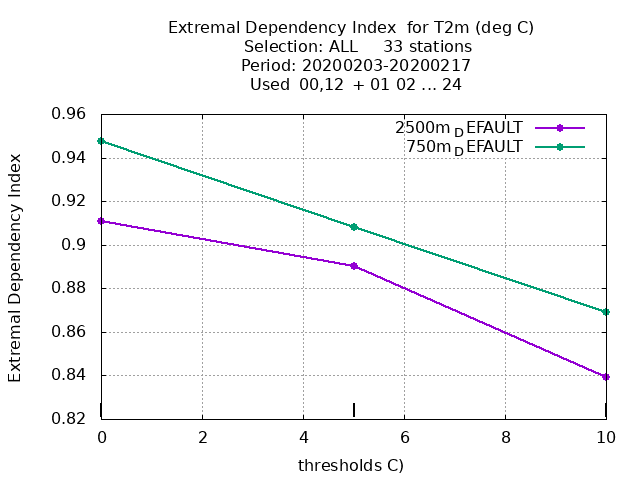 Extremal Dependency Index  for T2m (deg C)
Selection: ALL     33 stations
Period: 20200203-20200217
Used  00,12  + 01 02 ... 24
2500m_DEFAULT
750m_DEFAULT
Extremal Dependency Index
0.96
0.94
0.92
0.9
0.88
0.86
0.84
0.82
0 2 4 6 8 10
thresholds C)